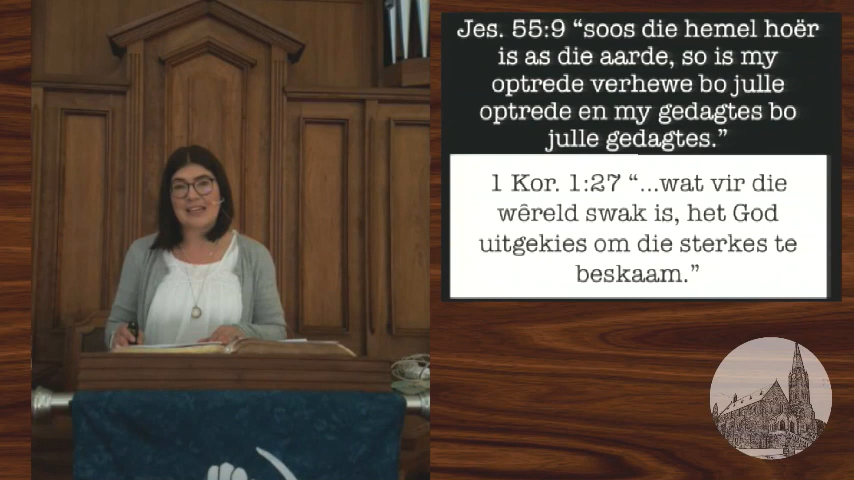 Jes. 55:9 “soos die hemel hoër
is as die aarde, so is my
optrede verhewe bo julle
optrede en my gedagtes bo
julle gedagtes.”
1 Kor. 1:27 “...wat vir die
wêreld swak is, het God
uitgekies om die sterkes te
beskaam.”